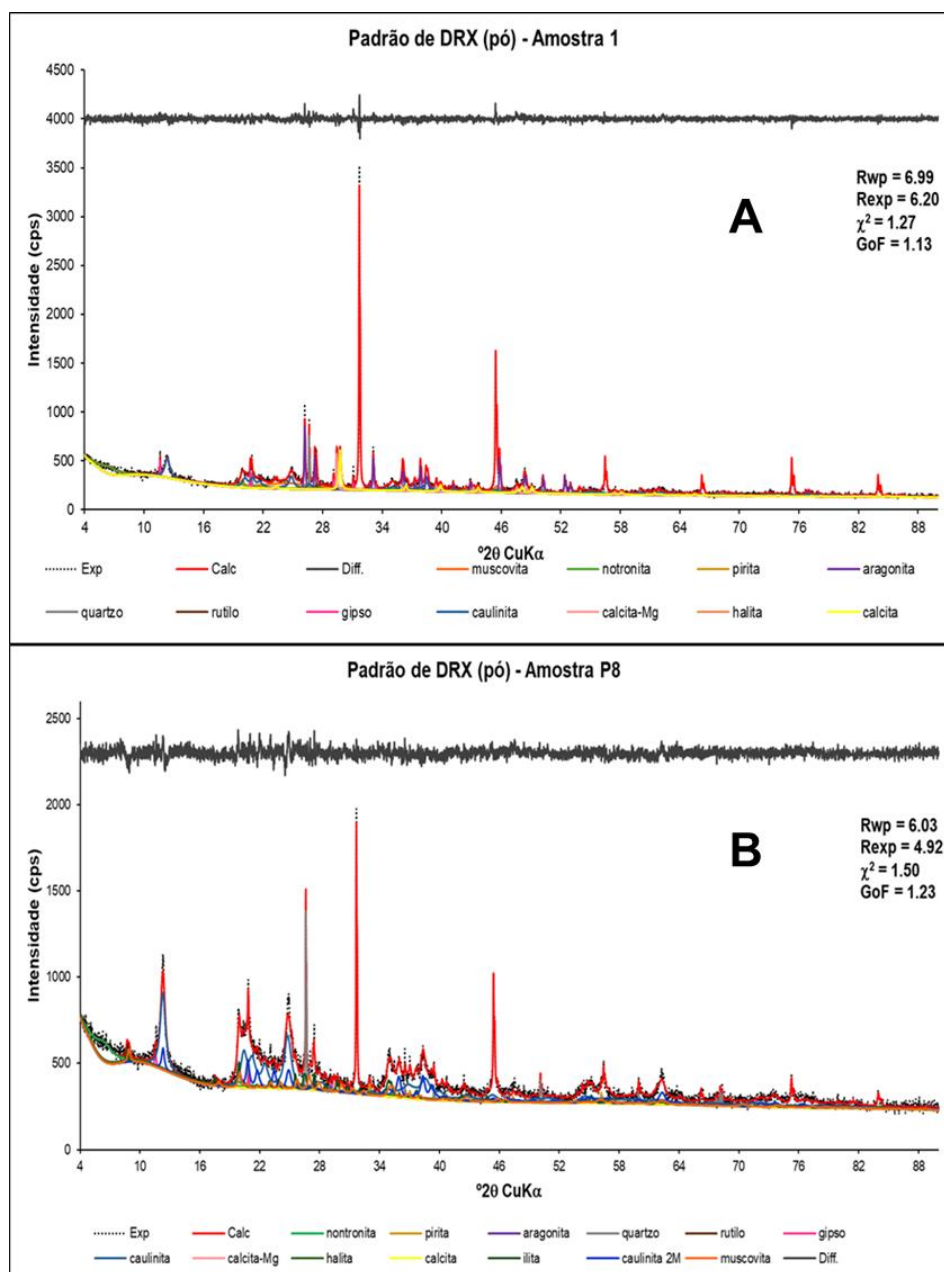 Padrão de DRX (pó) - Amostra 1
4500
4000
3500
3000
2500
2000
1500
1000
500
0
Intensidade (cps)
A
Rwp = 6.99
Rexp = 6.20
χ² = 1.27
GoF = 1.13
4 10 16 22 28 34 40 46 52 58 64 70 76 82 88
º2θ CuKα
Exp Calc Diff. muscovita notronita pirita aragonita
quartzo rutilo gipso caulinita calcita-Mg halita calcita
Padrão de DRX (pó) - Amostra P8
2500
2000
1500
1000
500
0
Intensidade (cps)
B
Rwp = 6.03
Rexp = 4.92
χ² = 1.50
GoF = 1.23
4 10 16 22 28 34 40 46 52 58 64 70 76 82 88
º2θ CuKα
Exp Calc nontronita pirita aragonita quartzo rutilo gipso
caulinita calcita-Mg halita calcita ilita caulinita 2M muscovita Diff.